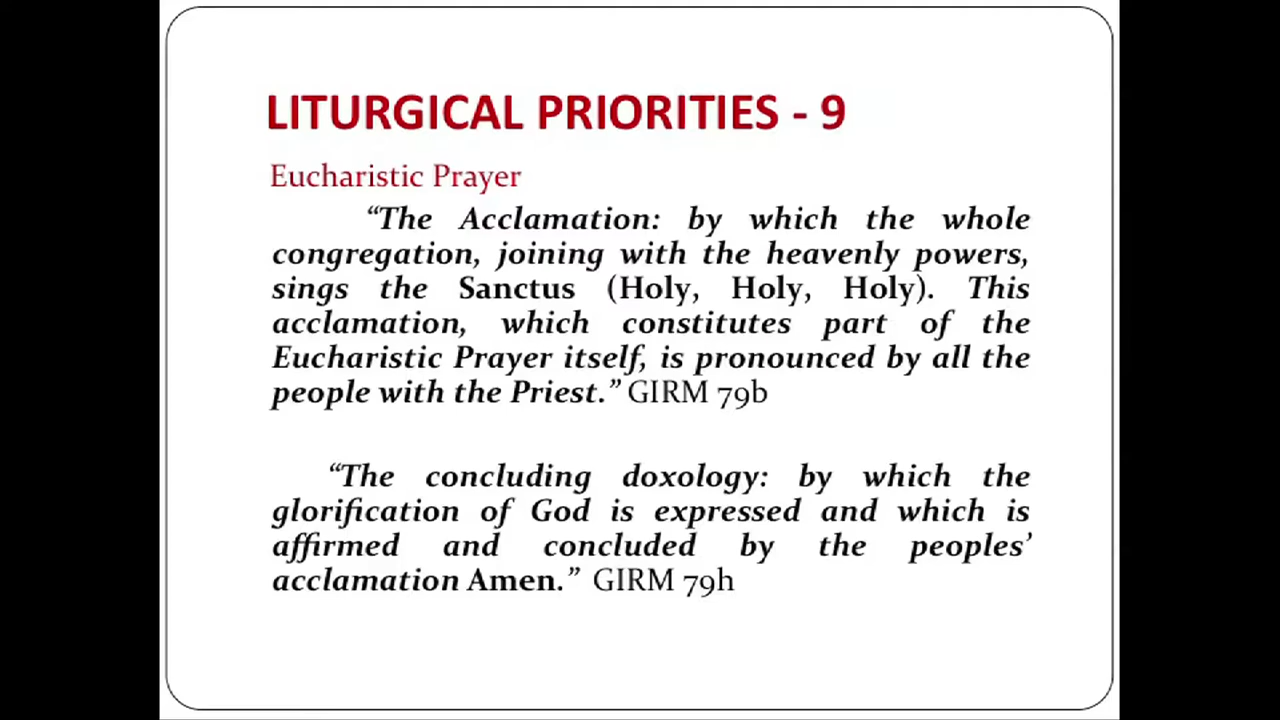 LITURGICAL PRIORITIES - 9
Eucharistic Prayer
“The Acclamation: by which the whole
congregation, joining with the heavenly powers,
sings the Sanctus (Holy, Holy, Holy). This
acclamation, which constitutes part of the
Eucharistic Prayer itself, is pronounced by all the
people with the Priest.” GIRM 79b
“The concluding doxology: by which the
glorification of God is expressed and which is
affirmed and concluded by the peoples’
acclamation Amen.” GIRM 79h